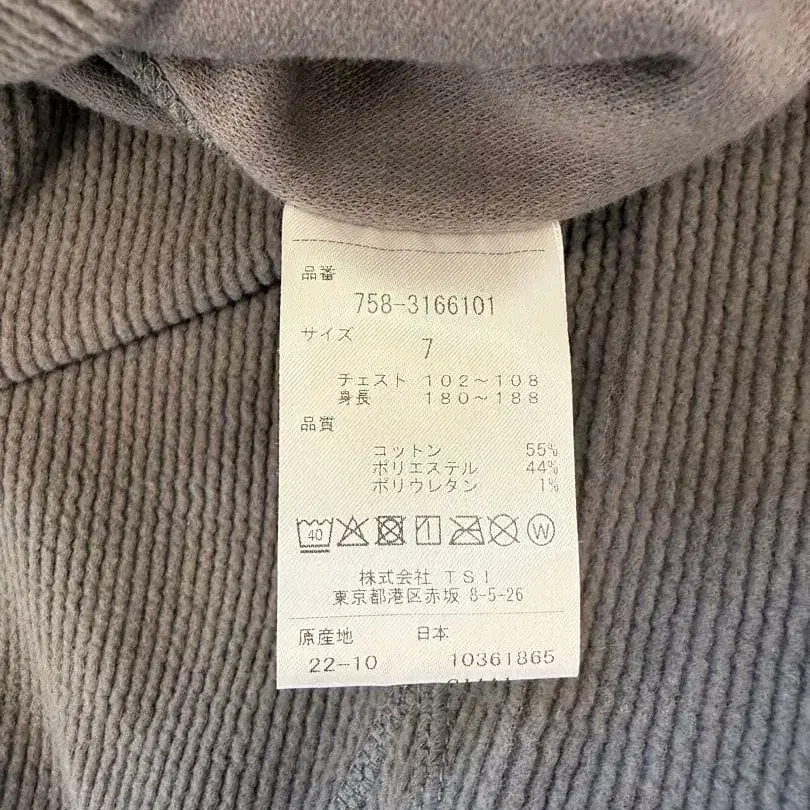 品番
758-3166101
サイズ
7
チェスト 102～108
身長 180～188
品質
コットン 55%
ポリエステル 44%
ポリウレタン 1%
40 W
株式会社 TSI
東京都港区赤坂 8-5-26
原産地 日本
22-10 10361865